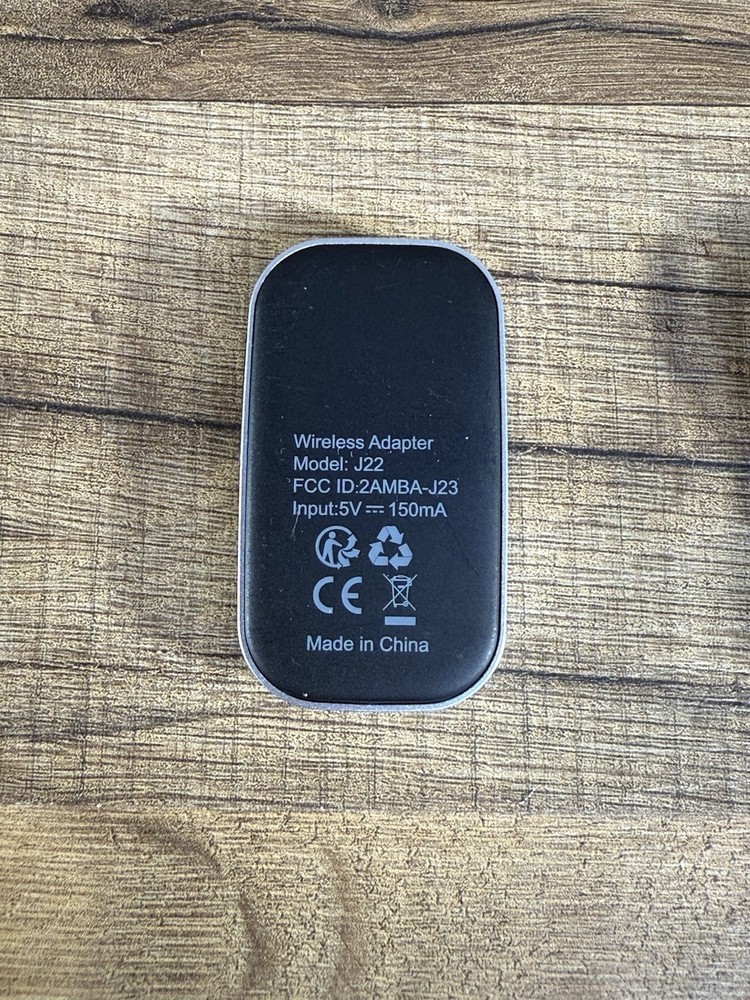 Wireless Adapter
Model: J22
FCC ID:2AMBA-J23
Input:5V ⎓ 150mA
CE
Made in China